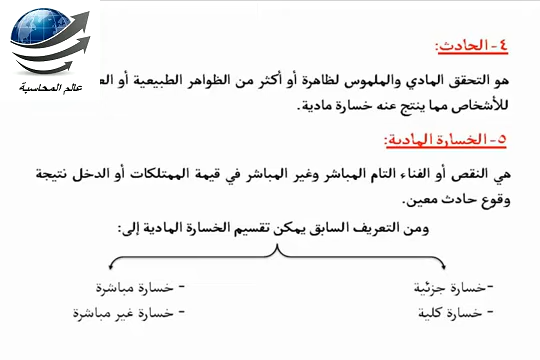 عالم المحاسبة
٤- الحادث:
هو التحقق المادي والملموس لظاهرة أو أكثر من الظواهر الطبيعية أو
للأشخاص مما ينتج عنه خسارة مادية.
٥- الخسارة المادية:
هي النقص أو الفناء التام المباشر وغير المباشر في قيمة الممتلكات أو الدخل نتيجة
وقوع حادث معين.
ومن التعريف السابق يمكن تقسيم الخسارة المادية إلى:
-خسارة جزئية
- خسارة كلية
- خسارة مباشرة
- خسارة غير مباشرة